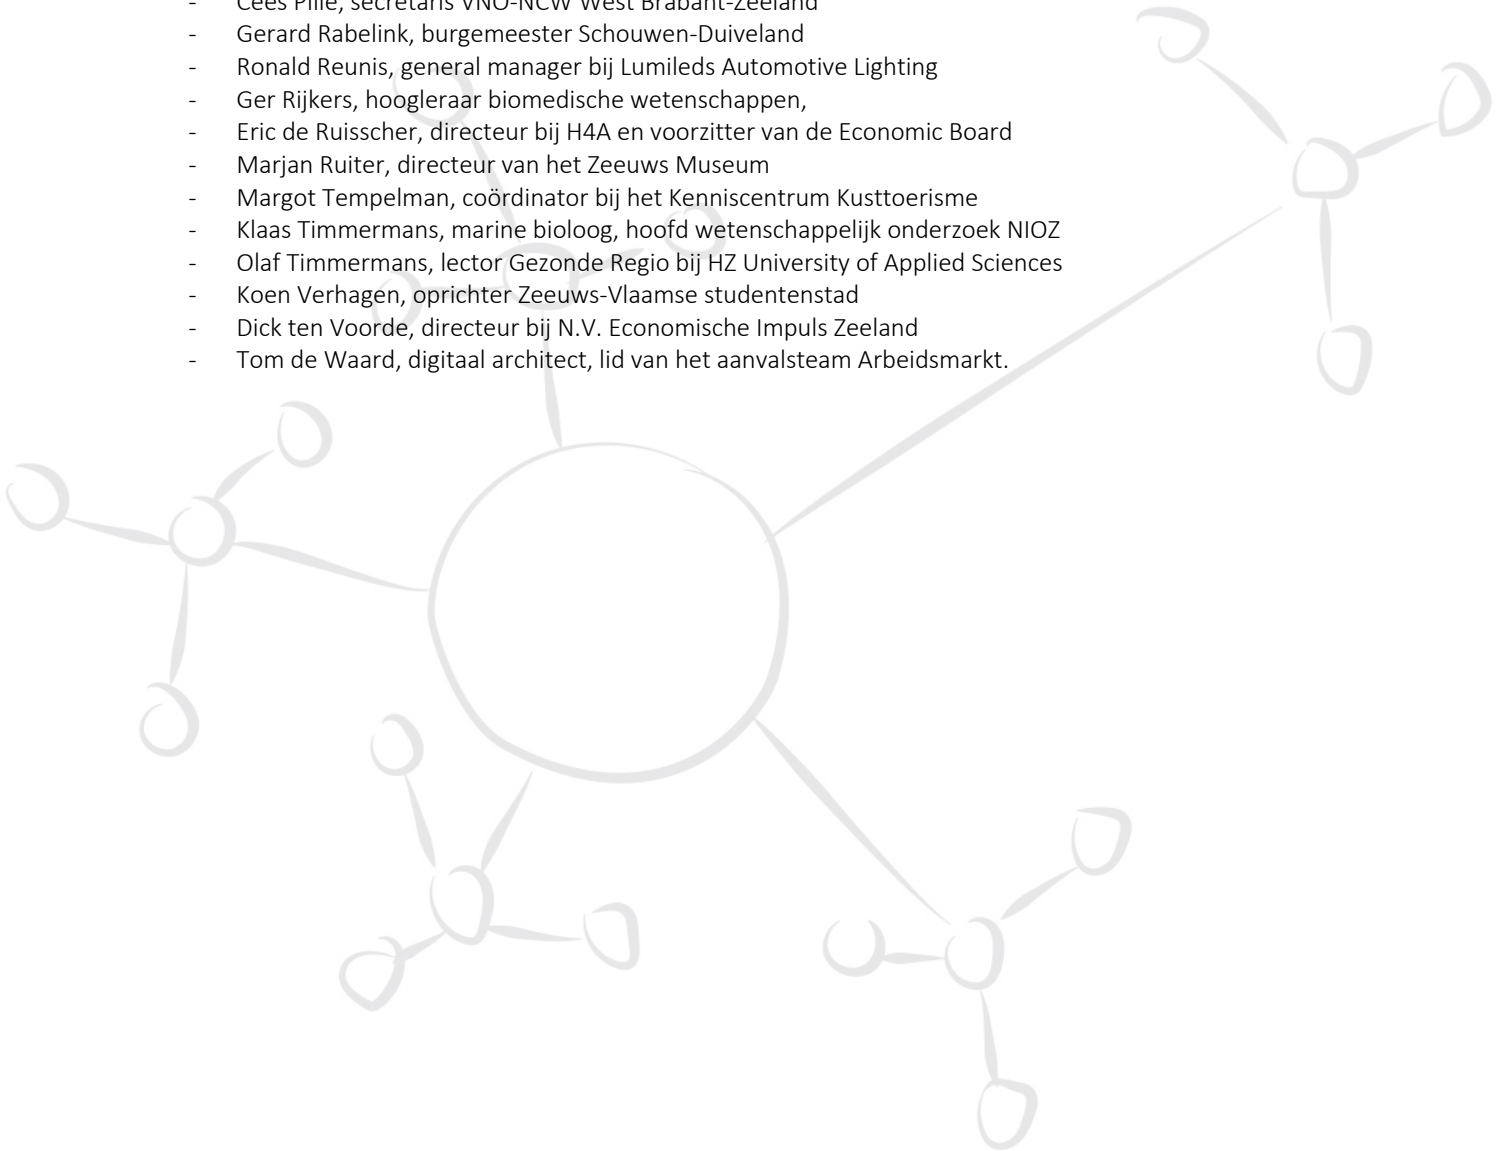 - Cees Pille, secretaris VNO-NCW West Brabant-Zeeland
- Gerard Rabelink, burgemeester Schouwen-Duiveland
- Ronald Reunis, general manager bij Lumileds Automotive Lighting
- Ger Rijkers, hoogleraar biomedische wetenschappen,
- Eric de Ruisscher, directeur bij H4A en voorzitter van de Economic Board
- Marjan Ruiter, directeur van het Zeeuws Museum
- Margot Tempelman, coördinator bij het Kenniscentrum Kusttoerisme
- Klaas Timmermans, marine bioloog, hoofd wetenschappelijk onderzoek NIOZ
- Olaf Timmermans, lector Gezonde Regio bij HZ University of Applied Sciences
- Koen Verhagen, oprichter Zeeuws-Vlaamse studentenstad
- Dick ten Voorde, directeur bij N.V. Economische Impuls Zeeland
- Tom de Waard, digitaal architect, lid van het aanvalsteam Arbeidsmarkt.